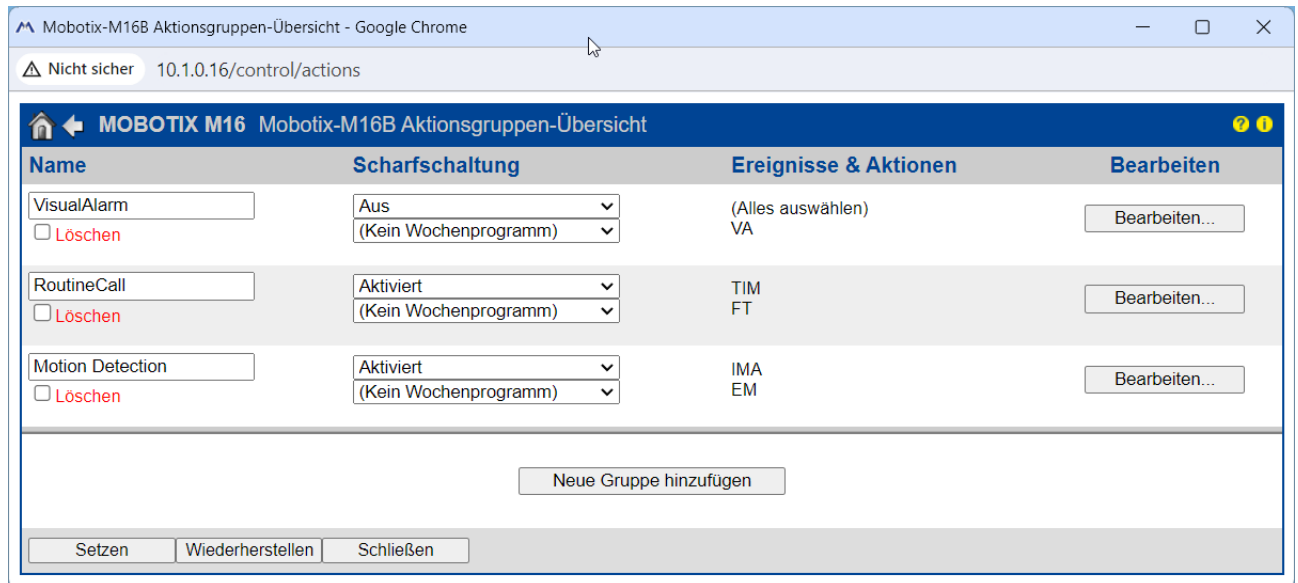 Mobotix-M16B Aktionsgruppen-Übersicht - Google Chrome
Nicht sicher 10.1.0.16/control/actions
MOBOTIX M16 Mobotix-M16B Aktionsgruppen-Übersicht ? i
Name Scharfschaltung Ereignisse & Aktionen Bearbeiten
VisualAlarm Aus (Alles auswählen) Bearbeiten...
Löschen (Kein Wochenprogramm) VA
RoutineCall Aktiviert TIM Bearbeiten...
Löschen (Kein Wochenprogramm) FT
Motion Detection Aktiviert IMA Bearbeiten...
Löschen (Kein Wochenprogramm) EM
Neue Gruppe hinzufügen
Setzen Wiederherstellen Schließen